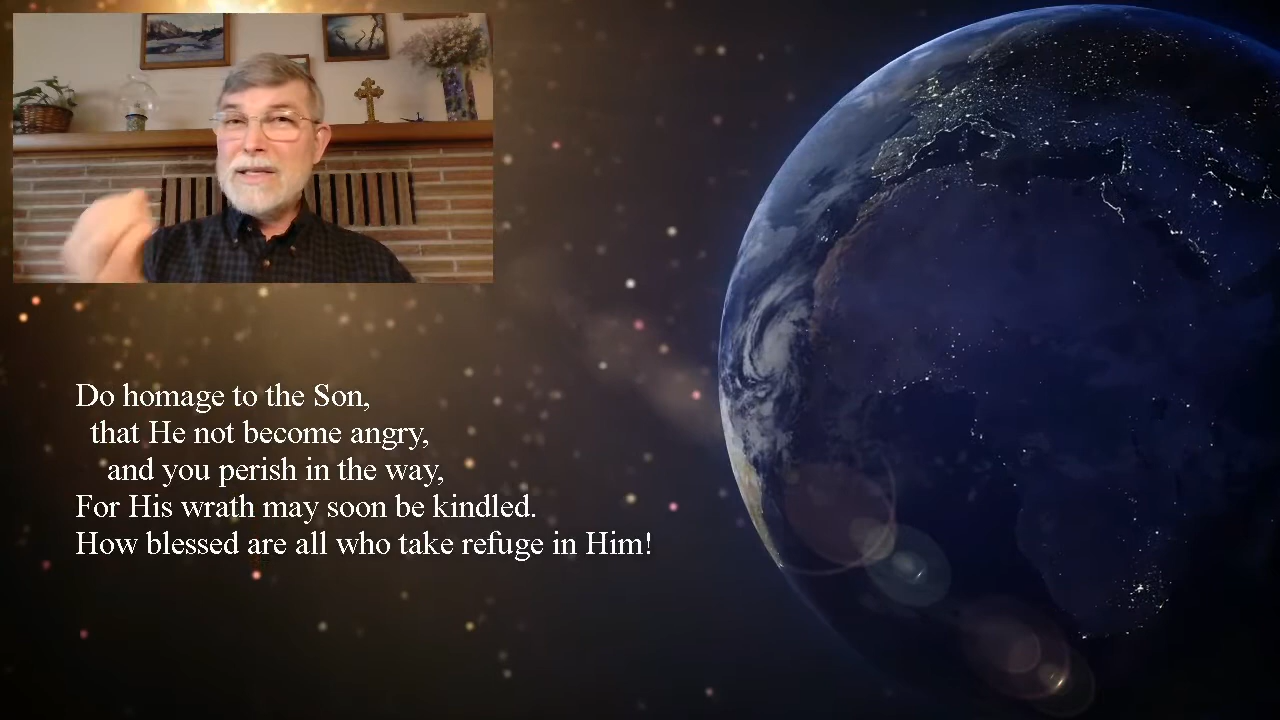 Do homage to the Son,
that He not become angry,
and you perish in the way,
For His wrath may soon be kindled.
How blessed are all who take refuge in Him!